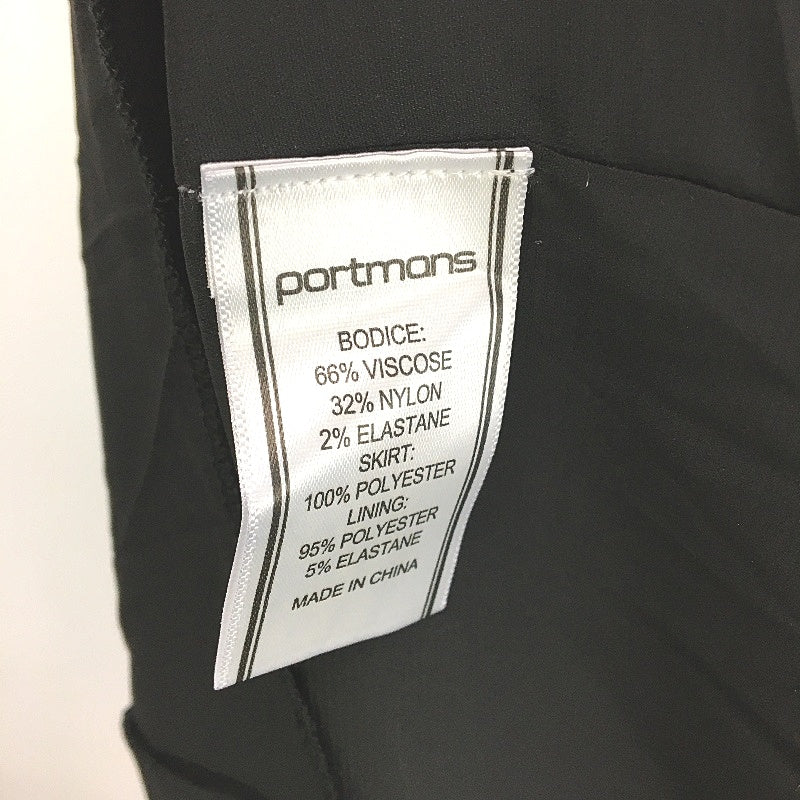 portmans
BODICE:
66% VISCOSE
32% NYLON
2% ELASTANE
SKIRT:
100% POLYESTER
LINING:
95% POLYESTER
5% ELASTANE
MADE IN CHINA